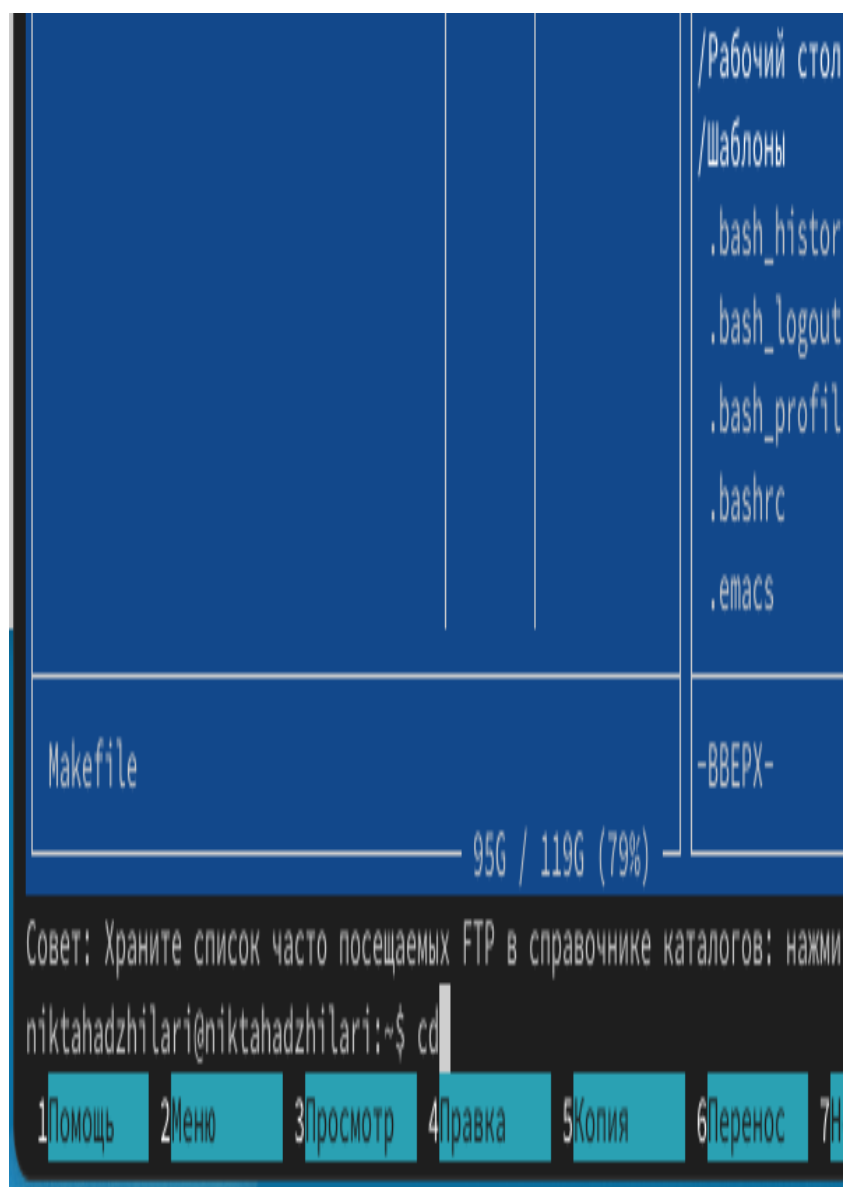 /Рабочий стол
/Шаблоны
.bash_histor
.bash_logout
.bash_profil
.bashrc
.emacs
Makefile
-ВВЕРХ-
95G / 119G (79%)
Совет: Храните список часто посещаемых FTP в справочнике каталогов: нажми
niktahadzhilari@niktahadzhilari:~$ cd
1Помощь 2Меню 3Просмотр 4Правка 5Копия 6Перенос 7Н